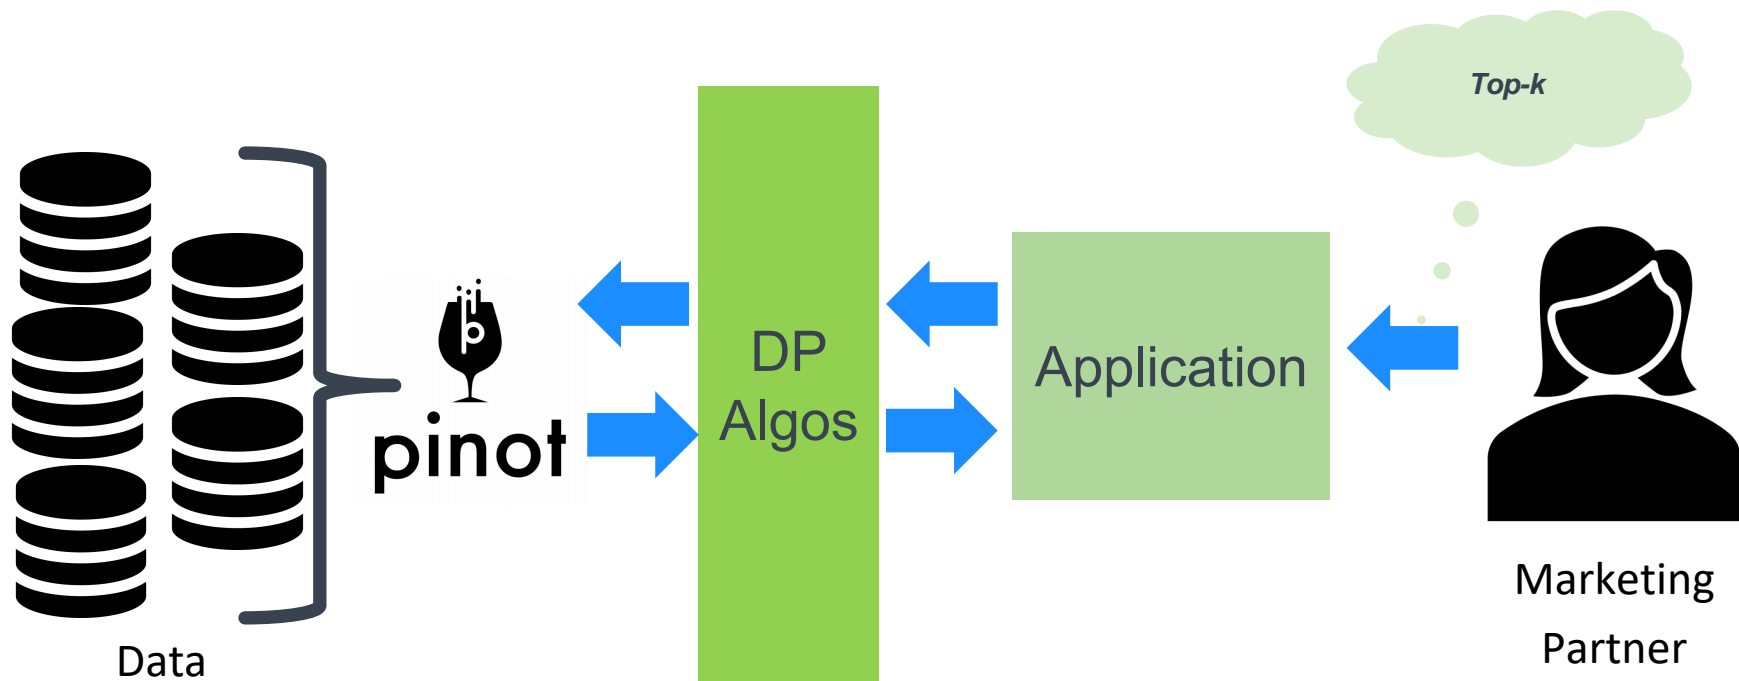 Top-k
pinot
DP
Algos
Application
Data
Marketing
Partner